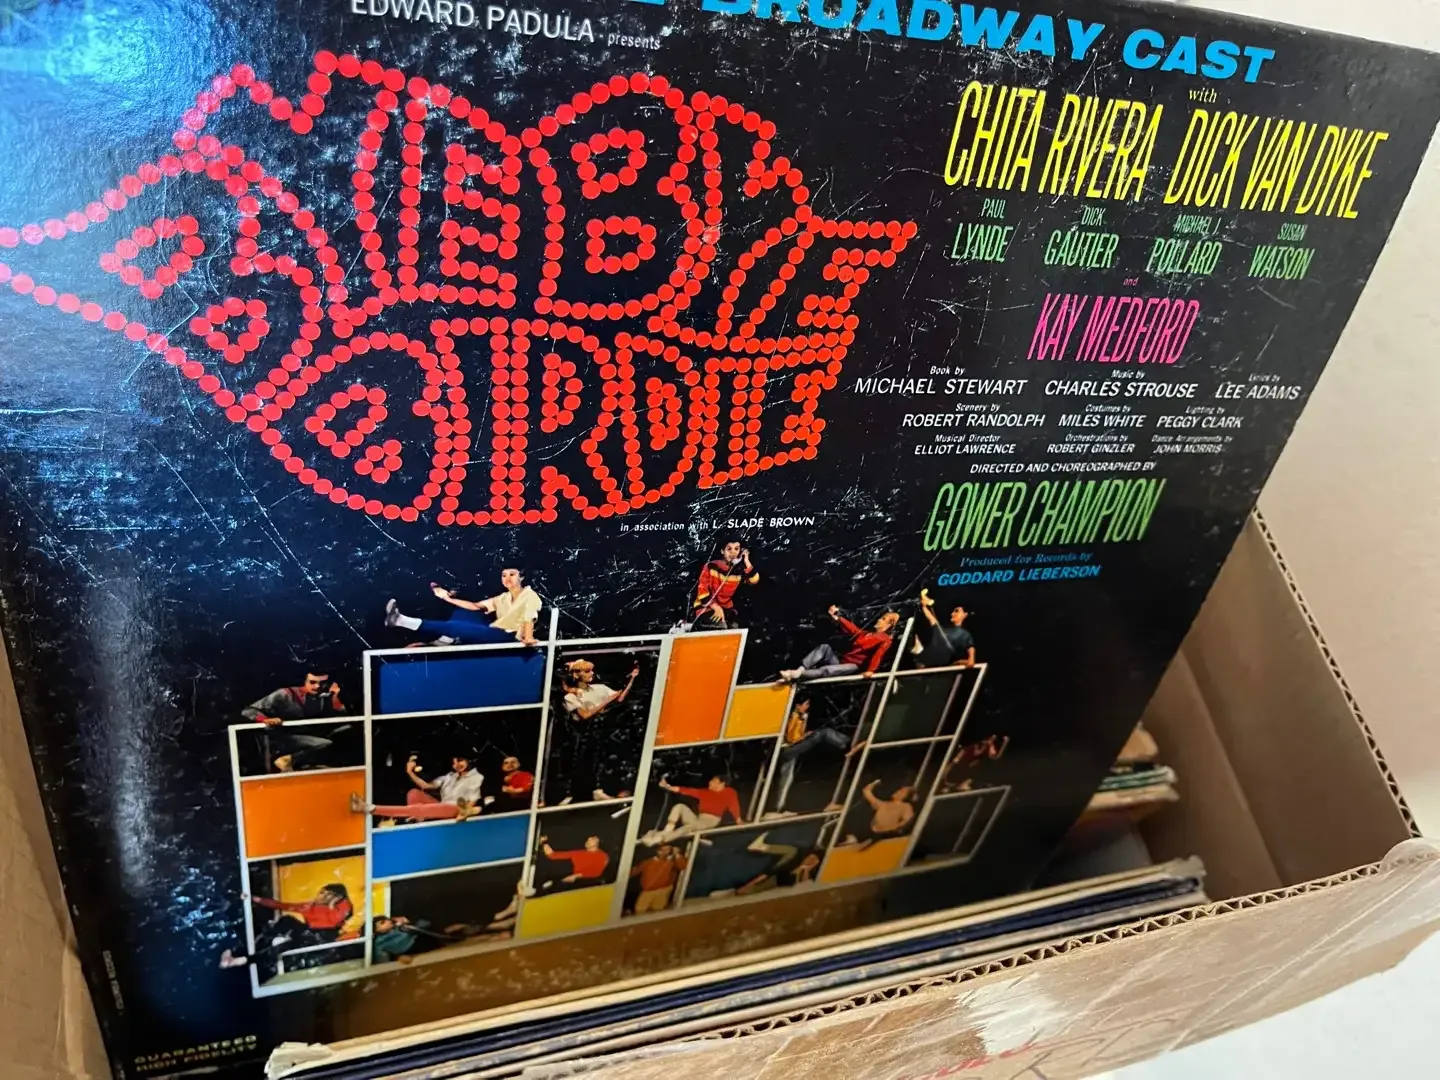 BROADWAY CAST
EDWARD PADULA presents
BYE BYE BIRDIE
in association with L. SLADE BROWN
with
CHITA RIVERA DICK VAN DYKE
PAUL LYNDE DICK GAUTIER MICHAEL J. POLLARD SUSAN WATSON
and
KAY MEDFORD
Book by MICHAEL STEWART Music by CHARLES STROUSE Lyrics by LEE ADAMS
Scenery by ROBERT RANDOLPH Costumes by MILES WHITE Lighting by PEGGY CLARK
Musical Director ELLIOT LAWRENCE Orchestrations by ROBERT GINZLER Dance Arrangements by JOHN MORRIS
DIRECTED AND CHOREOGRAPHED BY
GOWER CHAMPION
Produced for Records by
GODDARD LIEBERSON
GUARANTEED
HIGH FIDELITY